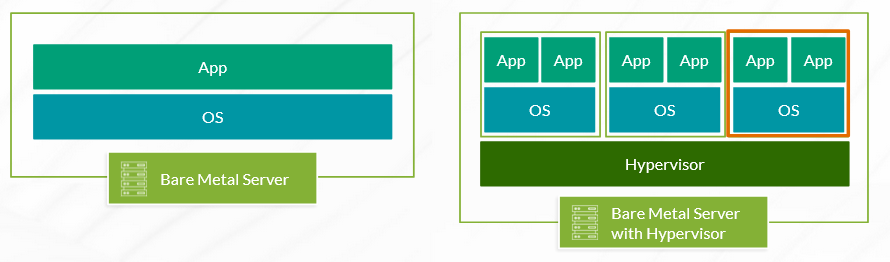 App
OS
Bare Metal Server
App App App App App App
OS OS OS
Hypervisor
Bare Metal Server
with Hypervisor